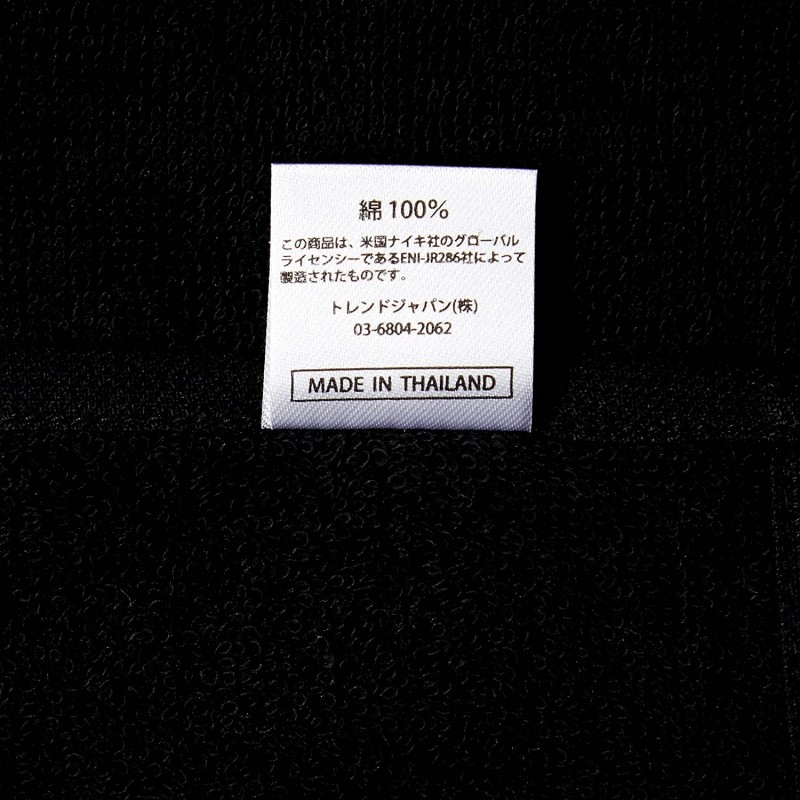 綿 100%
この商品は、米国ナイキ社のグローバル
ライセンシーであるENI-JR286社によって
製造されたものです。
トレンドジャパン(株)
03-6804-2062
MADE IN THAILAND